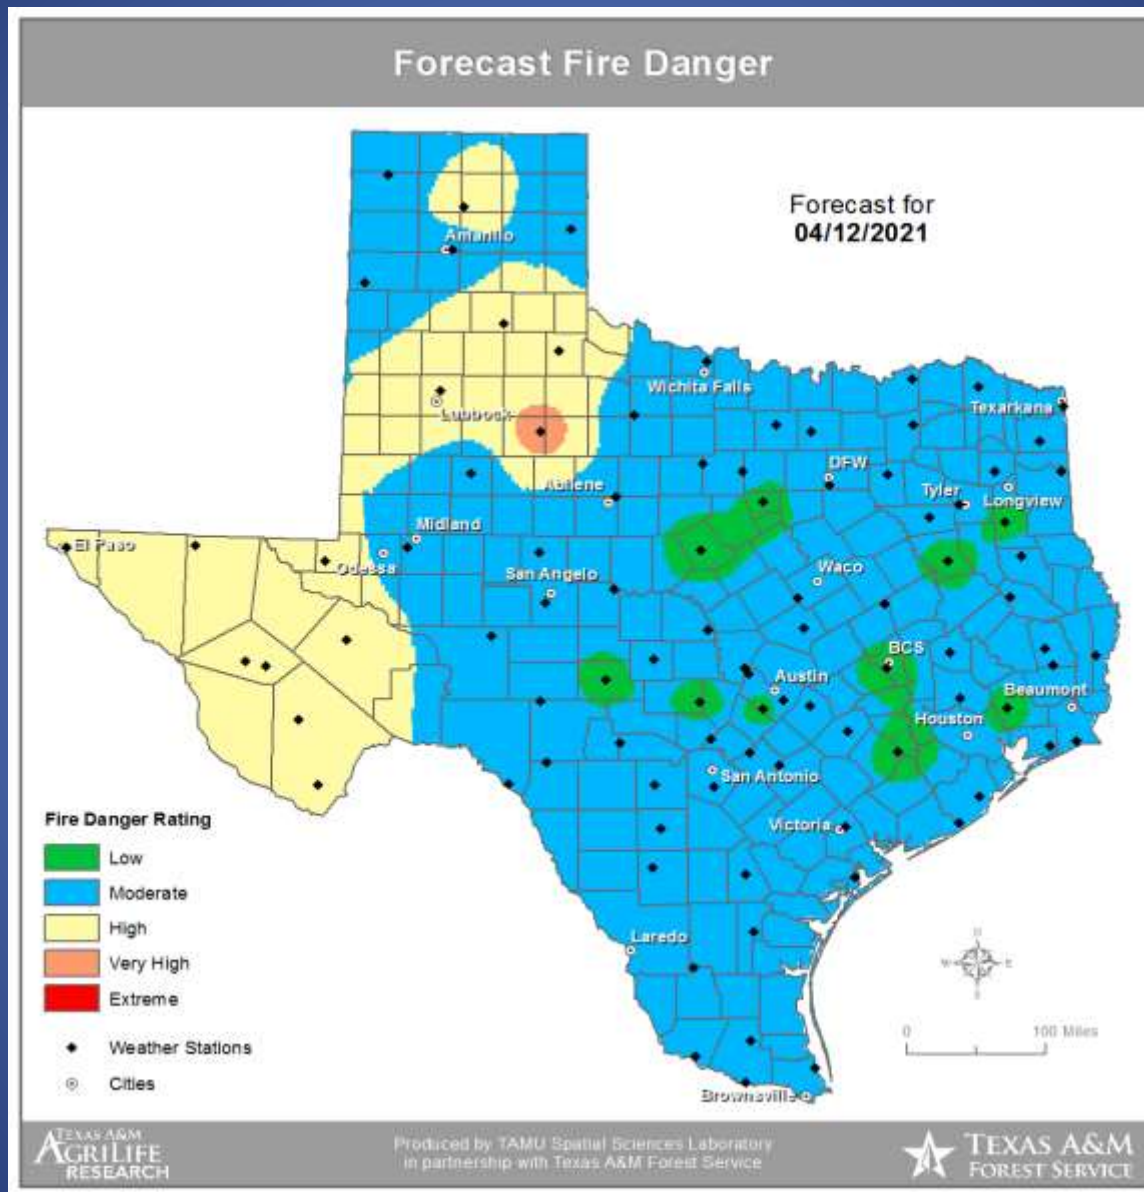 Forecast Fire Danger
Forecast for
04/12/2021
Amarillo
Wichita Falls
Lubbock
Texarkana
DFW
Abilene
Tyler
Longview
Midland
El Paso
Odessa
San Angelo
Waco
BCS
Austin
Beaumont
Houston
San Antonio
Victoria
Laredo
Brownsville
Fire Danger Rating
Low
Moderate
High
Very High
Extreme
Weather Stations
Cities
W E
S
0 100 Miles
TEXAS A&M
AGRILIFE
RESEARCH
Produced by TAMU Spatial Sciences Laboratory
in partnership with Texas A&M Forest Service
TEXAS A&M
FOREST SERVICE